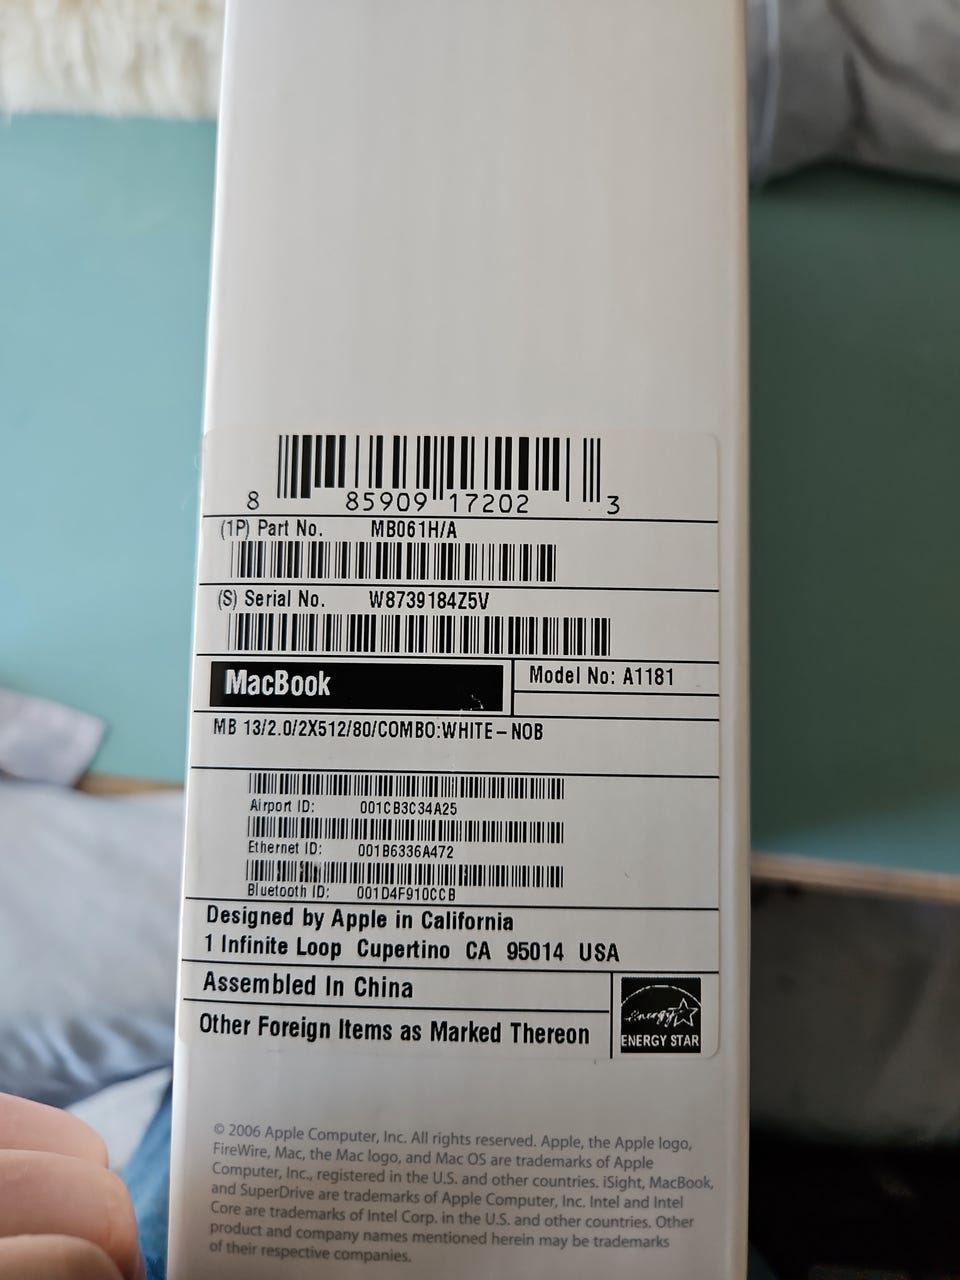 8 85909 17202 3
(1P) Part No. MB061H/A
(S) Serial No. W8739184Z5V
MacBook
Model No: A1181
MB 13/2.0/2X512/80/COMBO:WHITE-NOB
Airport ID: 001CB3C34A25
Ethernet ID: 001B6336A472
Bluetooth ID: 001D4F910CCB
Designed by Apple in California
1 Infinite Loop Cupertino CA 95014 USA
Assembled In China
Other Foreign Items as Marked Thereon
energy
ENERGY STAR
© 2006 Apple Computer, Inc. All rights reserved. Apple, the Apple logo,
FireWire, Mac, the Mac logo, and Mac OS are trademarks of Apple
Computer, Inc., registered in the U.S. and other countries. iSight, MacBook,
and SuperDrive are trademarks of Apple Computer, Inc. Intel and Intel
Core are trademarks of Intel Corp. in the U.S. and other countries. Other
product and company names mentioned herein may be trademarks
of their respective companies.